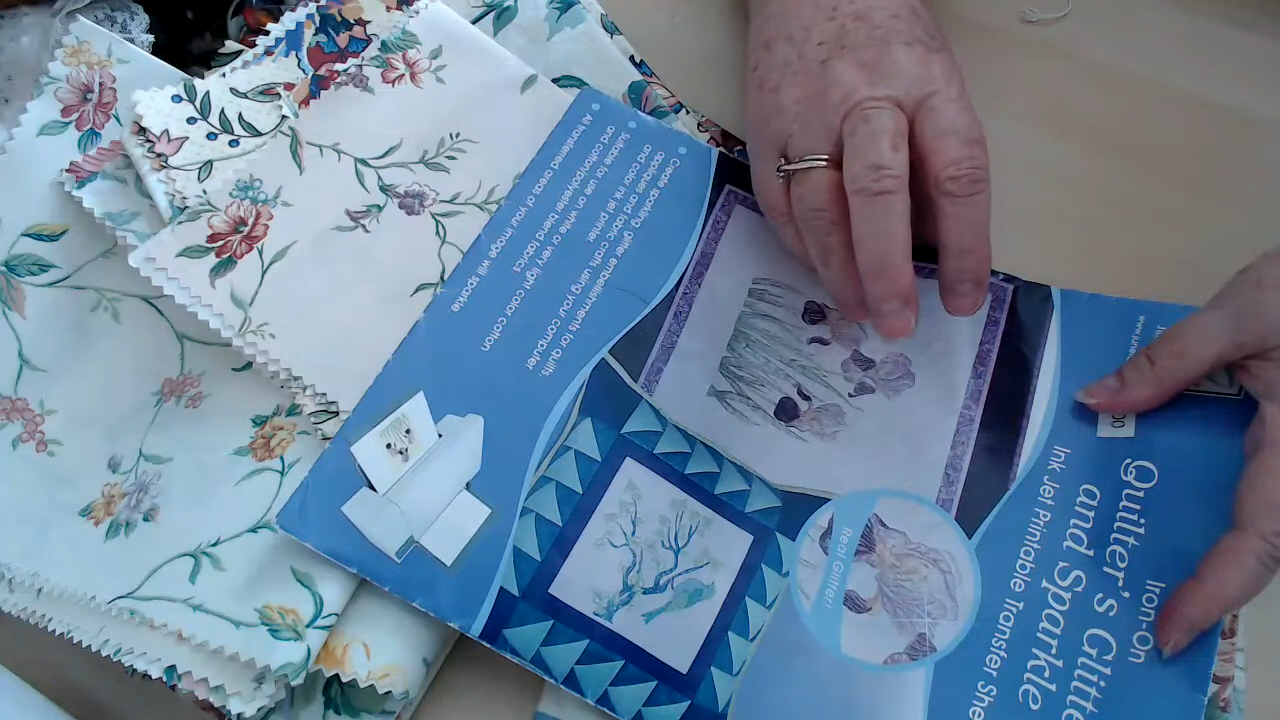 Iron-On
Quilter's Glitte
and Sparkle
Ink Jet Printable Transfer She
Real Glitter!
Create sparkling glitter embellishments for quilts,
appliques and fabric crafts using your computer
and color ink jet printer.
Suitable for use on white or very light color cotton
and cotton/polyester blend fabrics
All transferred areas of your image will sparkle